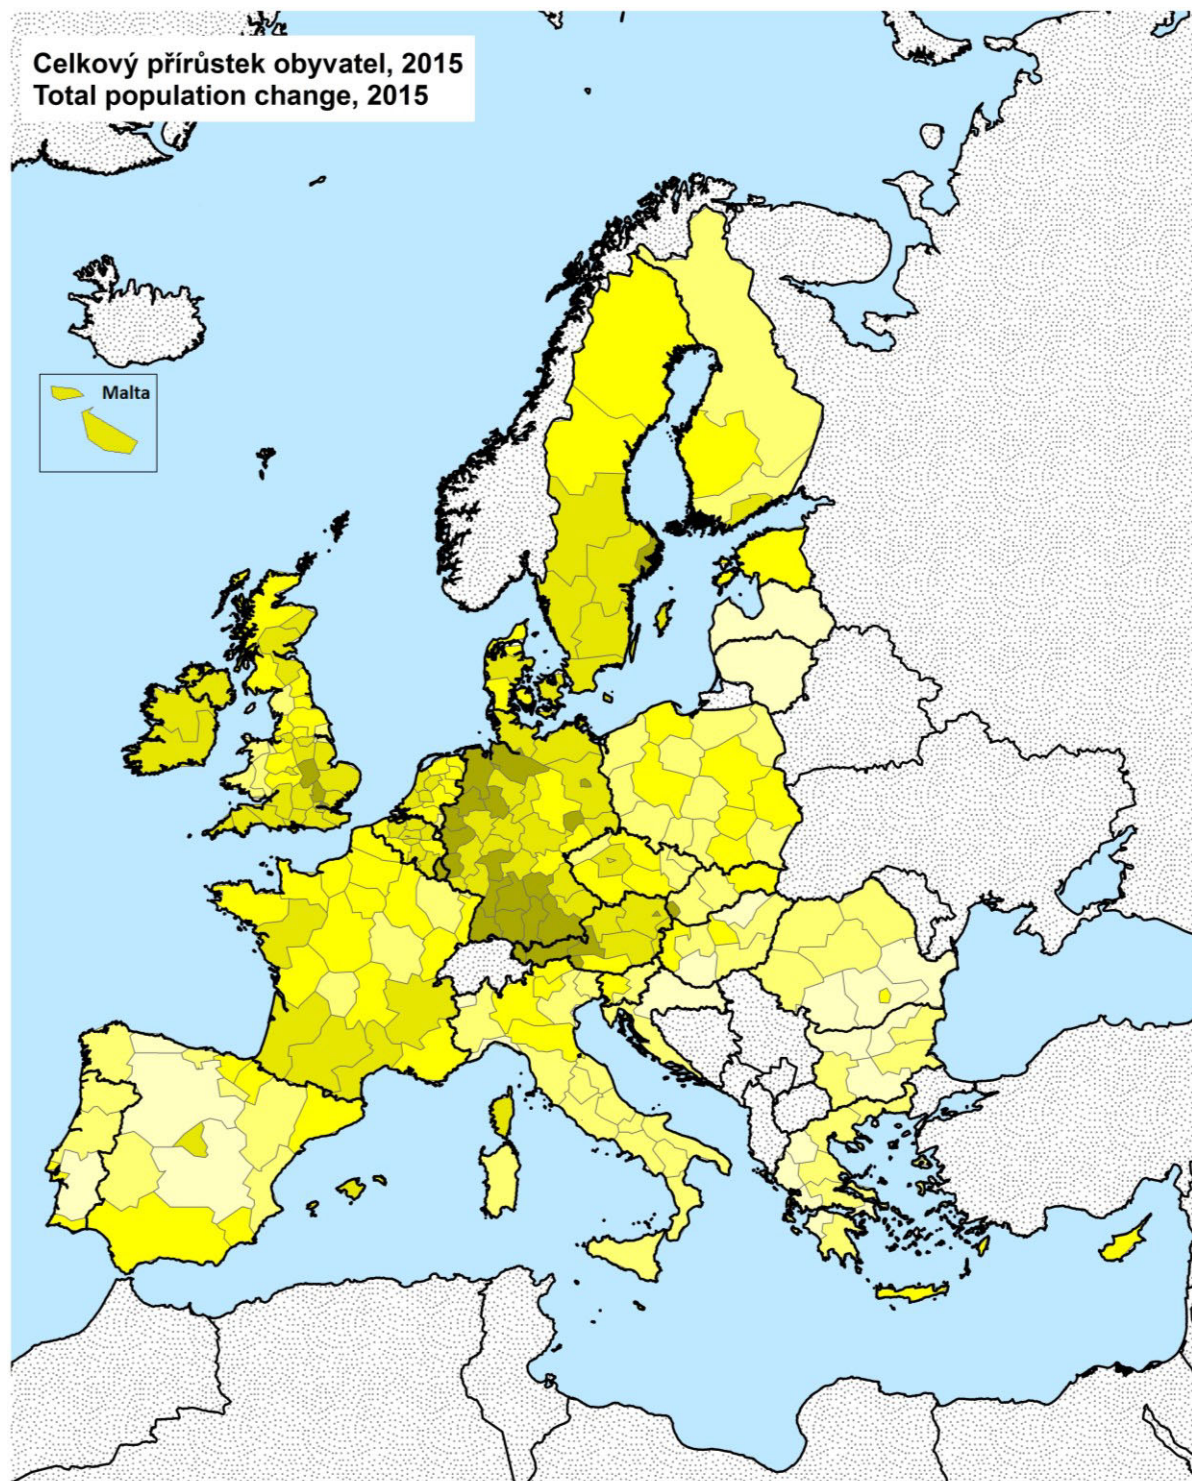 Celkový přírůstek obyvatel, 2015
Total population change, 2015
Malta